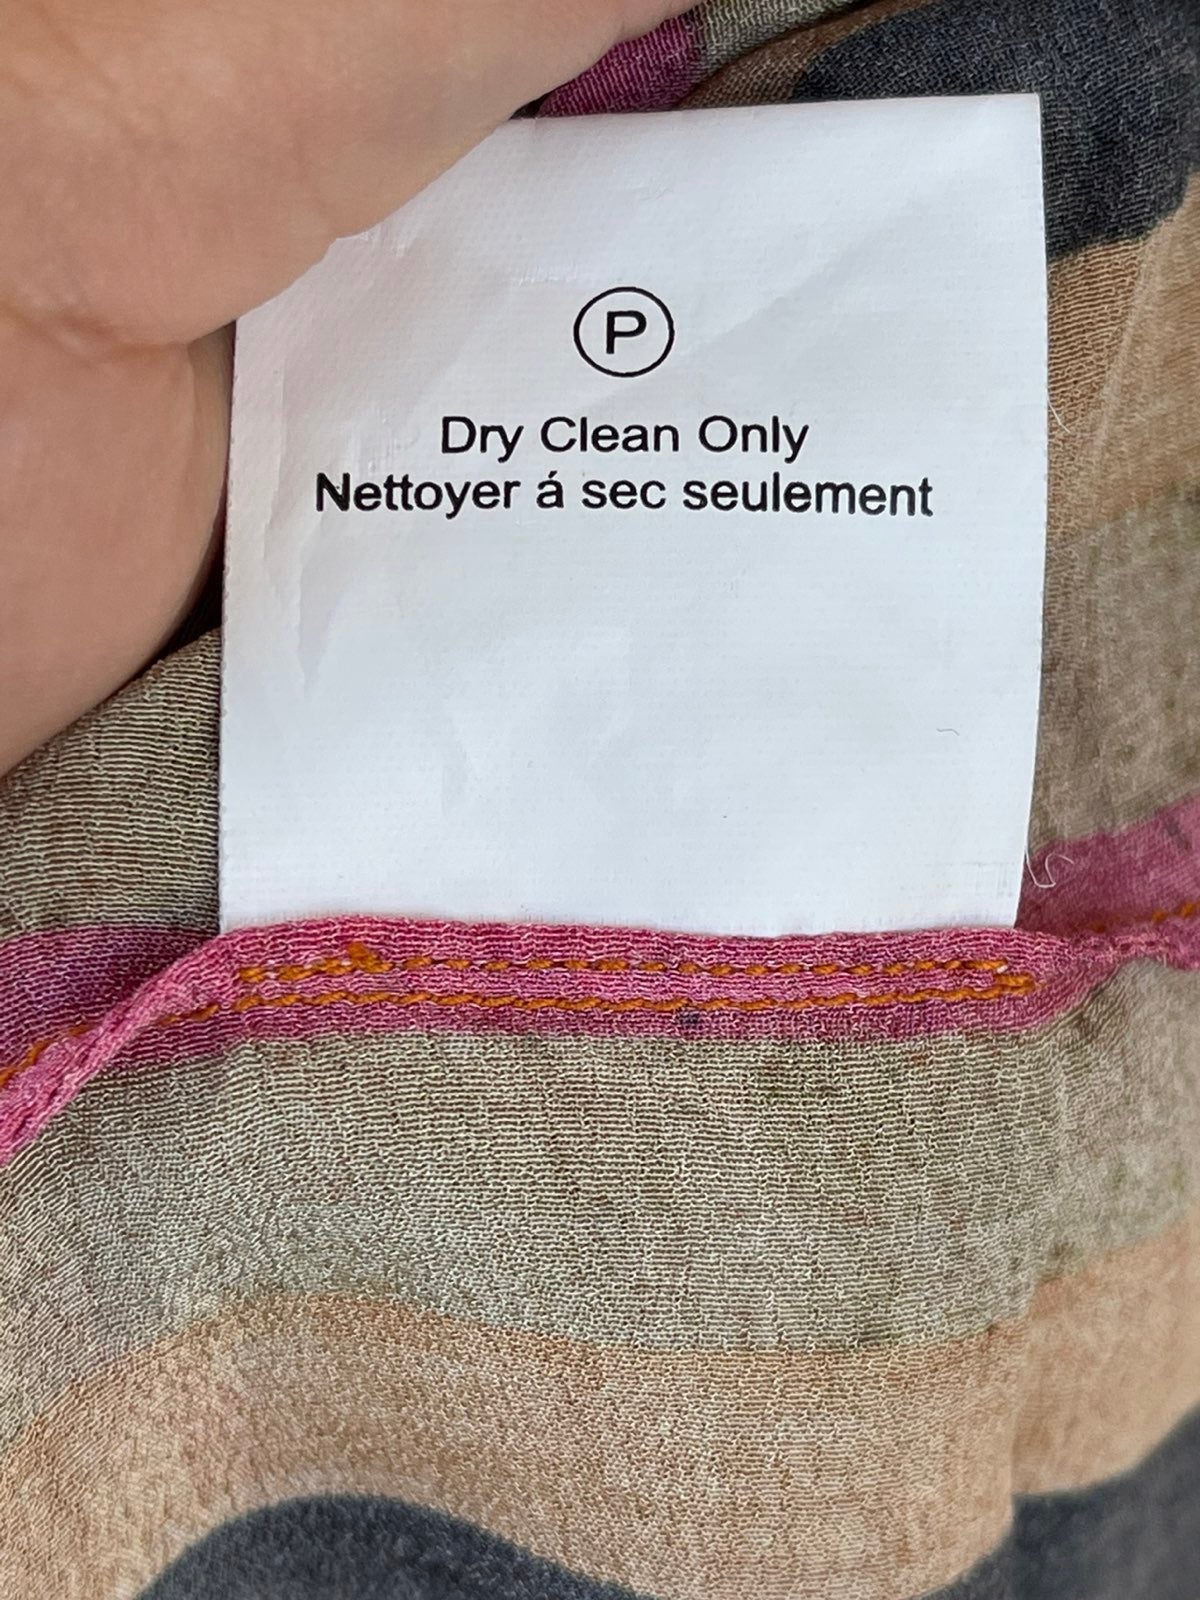 P
Dry Clean Only
Nettoyer á sec seulement